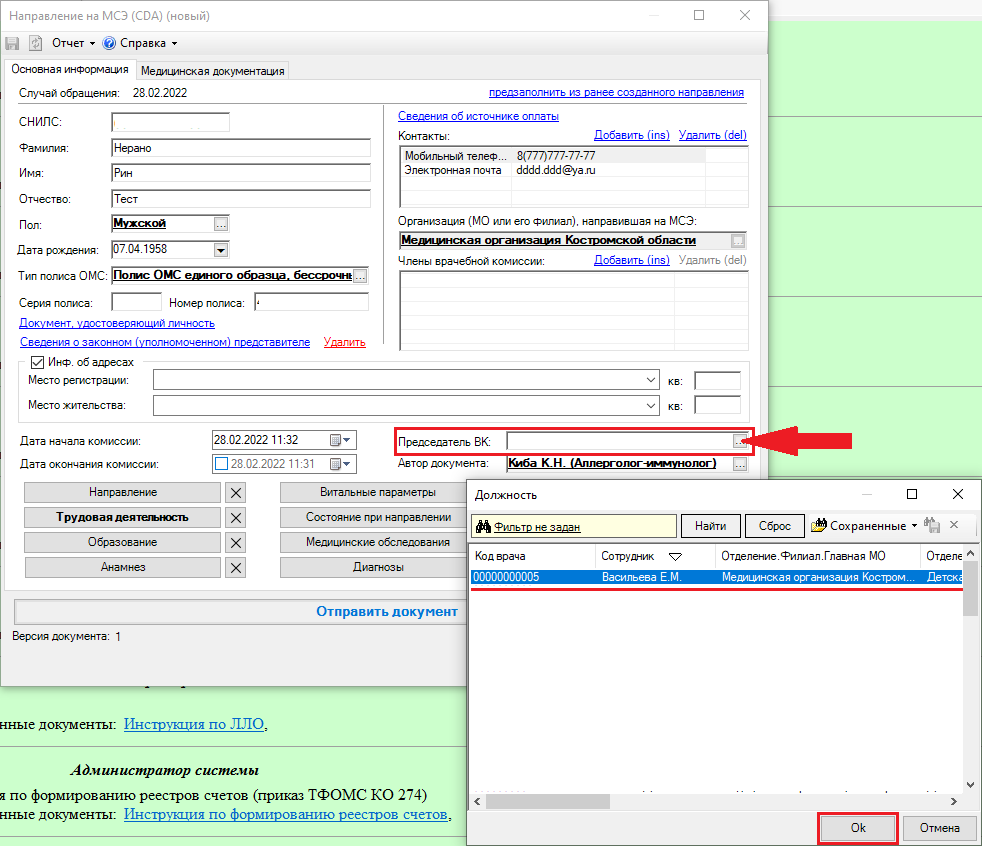 Направление на МСЭ (CDA) (новый)
Отчет Справка
Основная информация Медицинская документация
Случай обращения: 28.02.2022 предзаполнить из ранее созданного направления
СНИЛС:
Фамилия: Нерано
Имя: Рин
Отчество: Тест
Пол: Мужской ...
Дата рождения: 07.04.1958
Тип полиса ОМС: Полис ОМС единого образца, бессрочнь ...
Серия полиса: Номер полиса:
Документ, удостоверяющий личность
Сведения о законном (уполномоченном) представителе Удалить
Сведения об источнике оплаты
Контакты: Добавить (ins) Удалить (del)
Мобильный телеф... 8(777)777-77-77
Электронная почта dddd.ddd@ya.ru
Организация (МО или его филиал), направившая на МСЭ:
Медицинская организация Костромской области ...
Члены врачебной комиссии: Добавить (ins) Удалить (del)
Инф. об адресах
Место регистрации: кв:
Место жительства: кв:
Дата начала комиссии: 28.02.2022 11:32
Дата окончания комиссии: 28.02.2022 11:31
Председатель ВК: ...
Автор документа: Киба К.Н. (Аллерголог-иммунолог) ...
Направление Витальные параметры
Трудовая деятельность Состояние при направлении
Образование Медицинские обследования
Анамнез Диагнозы
Отправить документ
Версия документа: 1
Должность
Фильтр не задан Найти Сброс Сохраненные
Код врача Сотрудник Отделение.Филиал.Главная МО Отделе
00000000005 Васильева Е.М. Медицинская организация Костром... Детска
Ok Отмена
нные документы: Инструкция по ЛЛО,
Администратор системы
я по формированию реестров счетов (приказ ТФОМС КО 274)
нные документы: Инструкция по формированию реестров счетов,